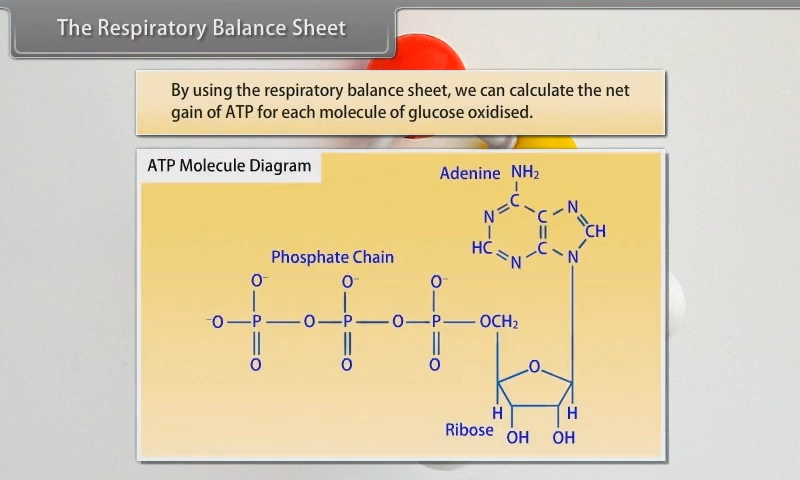 The Respiratory Balance Sheet
By using the respiratory balance sheet, we can calculate the net
gain of ATP for each molecule of glucose oxidised.
ATP Molecule Diagram
Adenine NH₂
N C C N CH
HC N C N
Phosphate Chain
O⁻ O⁻ O⁻
⁻O P O P O P OCH₂
O O O
O
H H
Ribose OH OH